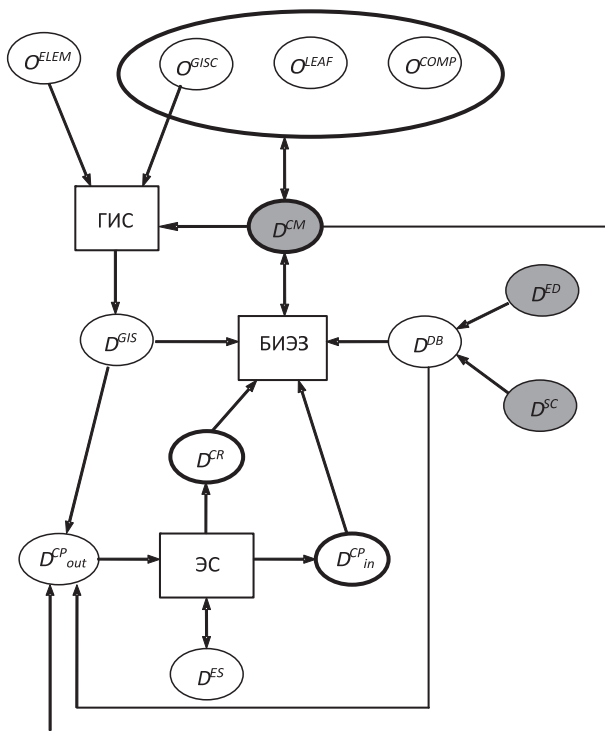 O^ELEM
O^GISC O^LEAF O^COMP
ГИС
D^CM
D^ED
D^GIS
БИЭЗ
D^DB
D^SC
D^CR
D^CP_out
ЭС
D^CP_in
D^ES